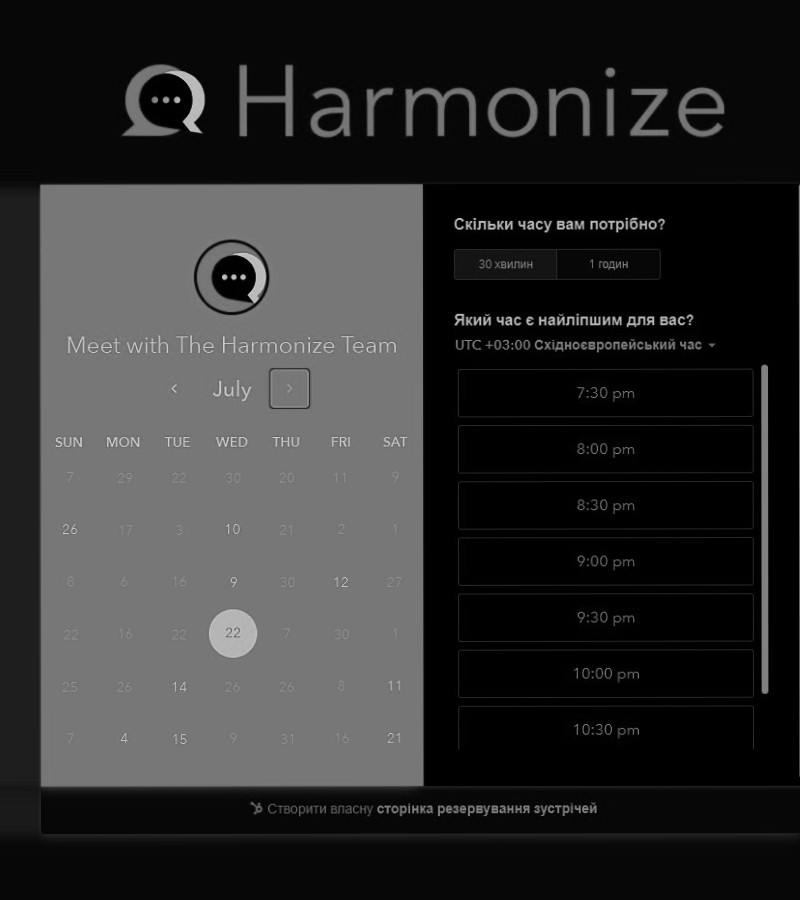 Harmonize
Meet with The Harmonize Team
July
SUN MON TUE WED THU FRI SAT
7 29 22 30 20 11 9
26 17 3 10 21 2 1
8 6 16 9 30 12 27
22 16 22 22 7 30 1
25 26 14 26 26 8 11
7 4 15 9 31 16 21
Скільки часу вам потрібно?
30 хвилин 1 годин
Який час є найліпшим для вас?
UTC +03:00 Східноєвропейський час
7:30 pm
8:00 pm
8:30 pm
9:00 pm
9:30 pm
10:00 pm
10:30 pm
Створити власну сторінка резервування зустрічей